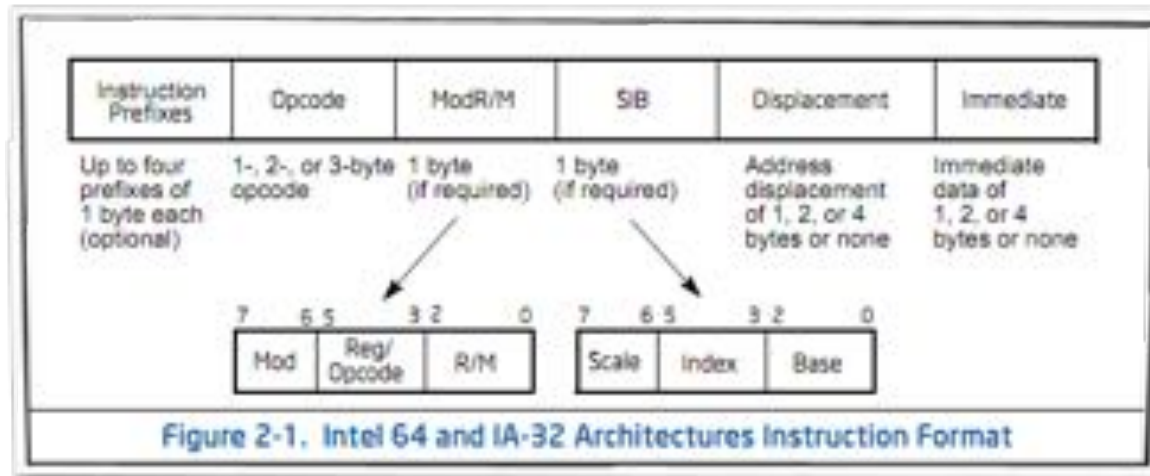 Instruction Prefixes
Opcode
ModR/M
SIB
Displacement
Immediate
Up to four
prefixes of
1 byte each
(optional)
1-, 2-, or 3-byte
opcode
1 byte
(if required)
1 byte
(if required)
Address
displacement
of 1, 2, or 4
bytes or none
Immediate
data of
1, 2, or 4
bytes or none
7 6 5 3 2 0
Mod
Reg/
Opcode
R/M
7 6 5 3 2 0
Scale
Index
Base
Figure 2-1. Intel 64 and IA-32 Architectures Instruction Format